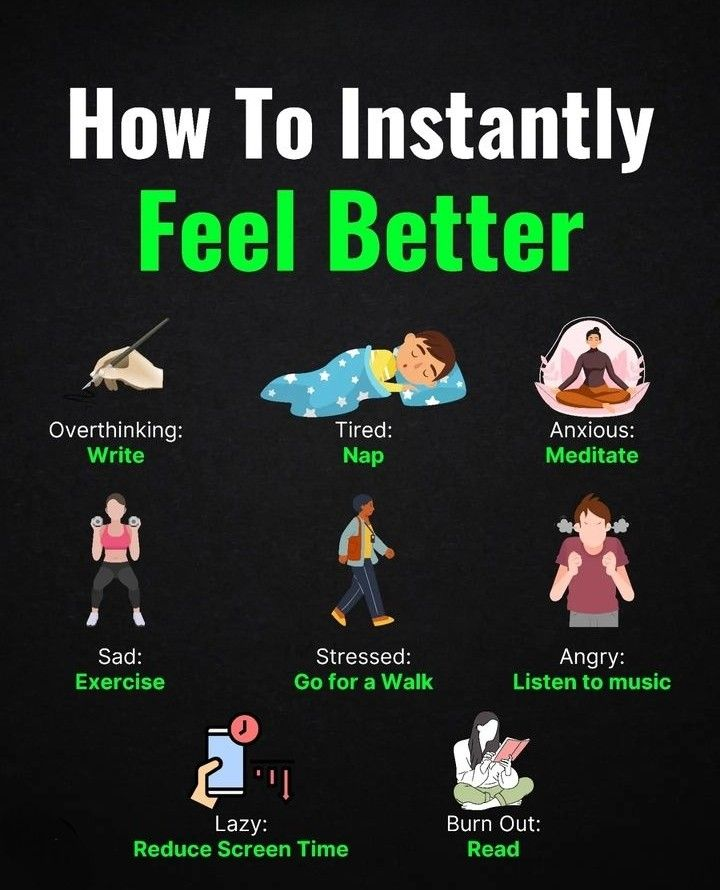 How To Instantly
Feel Better
Overthinking:
Write
Tired:
Nap
Anxious:
Meditate
Sad:
Exercise
Stressed:
Go for a Walk
Angry:
Listen to music
Lazy:
Reduce Screen Time
Burn Out:
Read